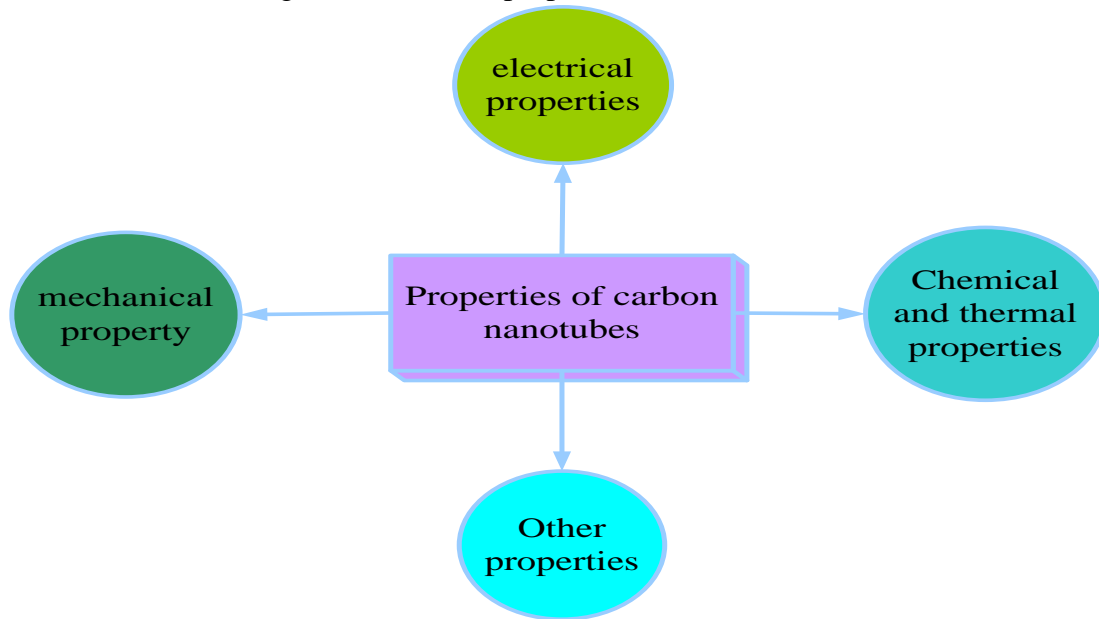 electrical
properties
mechanical
property
Properties of carbon
nanotubes
Chemical
and thermal
properties
Other
properties